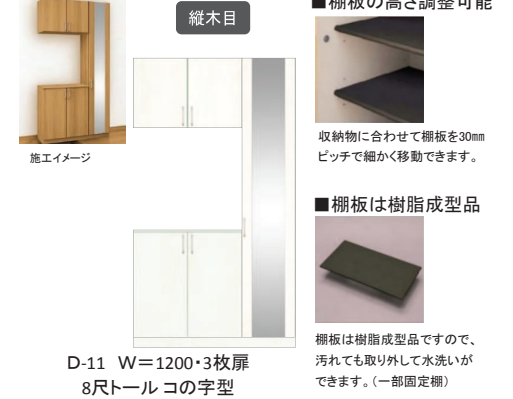 縦木目
施工イメージ
D-11 W＝1200・3枚扉
8尺トール コの字型
■棚板の高さ調整可能
収納物に合わせて棚板を30㎜
ピッチで細かく移動できます。
■棚板は樹脂成型品
棚板は樹脂成型品ですので、
汚れても取り外して水洗いが
できます。（一部固定棚）